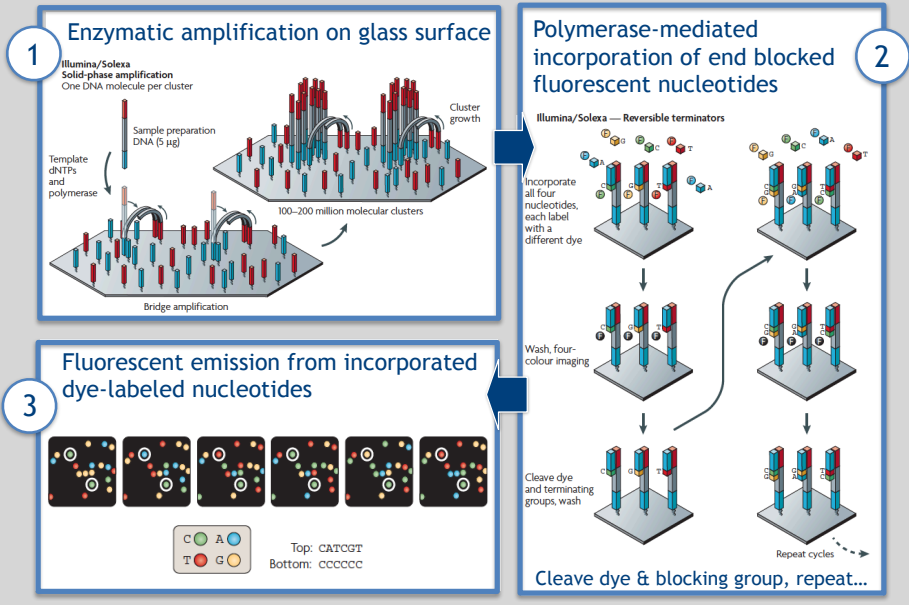 1
Enzymatic amplification on glass surface
Illumina/Solexa
Solid-phase amplification
One DNA molecule per cluster
Sample preparation
DNA (5 µg)
Template
dNTPs
and
polymerase
Cluster
growth
100–200 million molecular clusters
Bridge amplification
2
Polymerase-mediated
incorporation of end blocked
fluorescent nucleotides
Illumina/Solexa — Reversible terminators
F G
F C
F T
F A
F A
C G T
F F F
Incorporate
all four
nucleotides,
each label
with a
different dye
F G
F C
F A
F T
C G T
G A C
F F F
Wash, four-
colour imaging
C G T
F F F
C G T
G A C
F F F
Cleave dye
and terminating
groups, wash
C G T
C G T
G A C
Repeat cycles
Cleave dye & blocking group, repeat…
3
Fluorescent emission from incorporated
dye-labeled nucleotides
C A
T G
Top: CATCGT
Bottom: CCCCCC